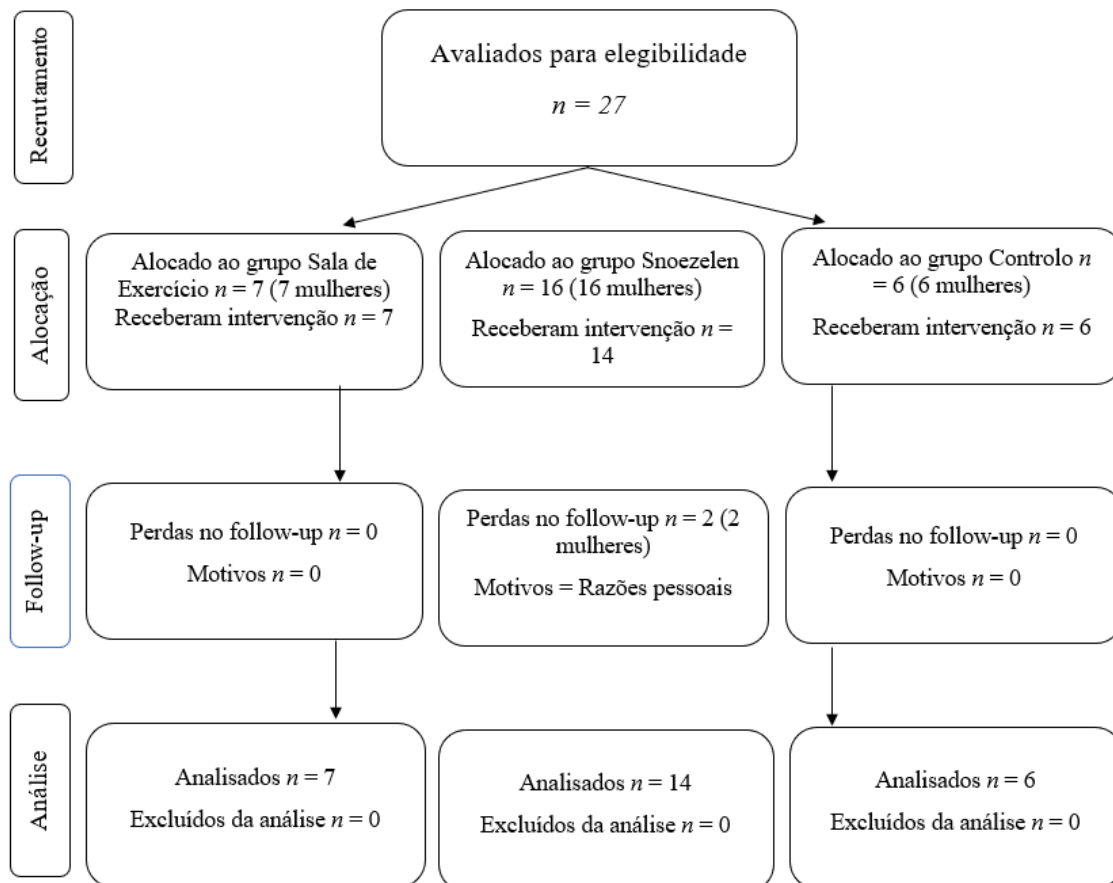 Recrutamento
Avaliados para elegibilidade
n = 27
Alocação
Alocado ao grupo Sala de
Exercício n = 7 (7 mulheres)
Receberam intervenção n = 7
Alocado ao grupo Snoezelen
n = 16 (16 mulheres)
Receberam intervenção n =
14
Alocado ao grupo Controlo n
= 6 (6 mulheres)
Receberam intervenção n = 6
Follow-up
Perdas no follow-up n = 0
Motivos n = 0
Perdas no follow-up n = 2 (2
mulheres)
Motivos = Razões pessoais
Perdas no follow-up n = 0
Motivos n = 0
Análise
Analisados n = 7
Excluídos da análise n = 0
Analisados n = 14
Excluídos da análise n = 0
Analisados n = 6
Excluídos da análise n = 0